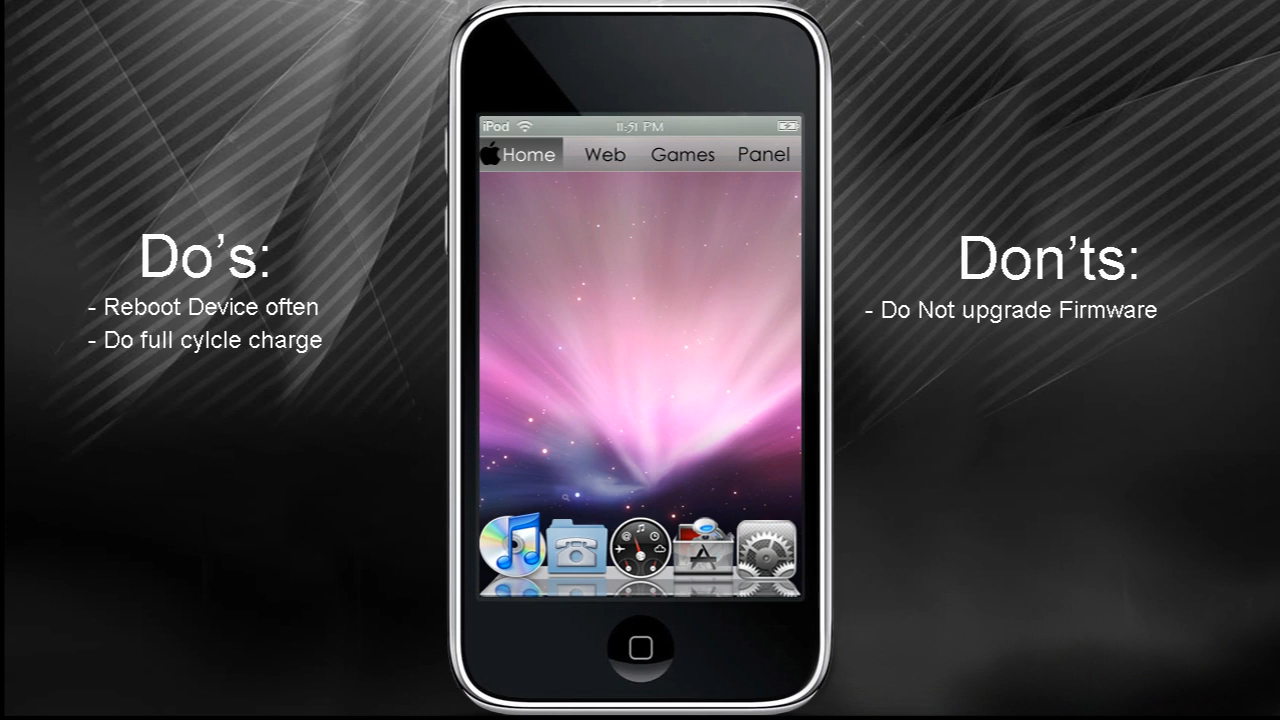 iPod 11:51 PM
Home Web Games Panel
Do’s:
- Reboot Device often
- Do full cylcle charge
Don’ts:
- Do Not upgrade Firmware